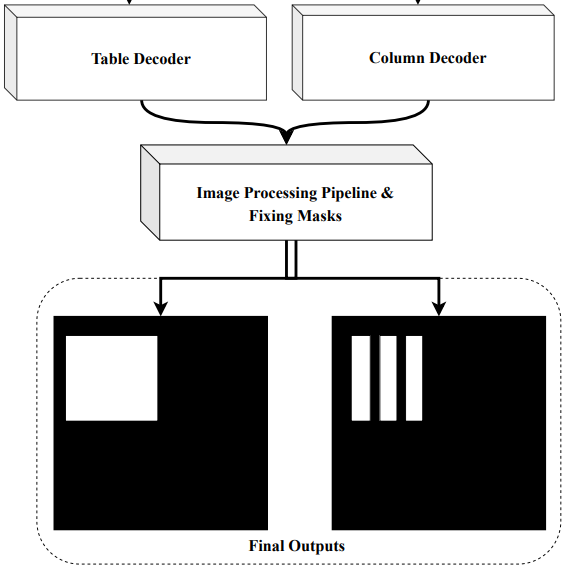 Table Decoder
Column Decoder
Image Processing Pipeline &
Fixing Masks
Final Outputs